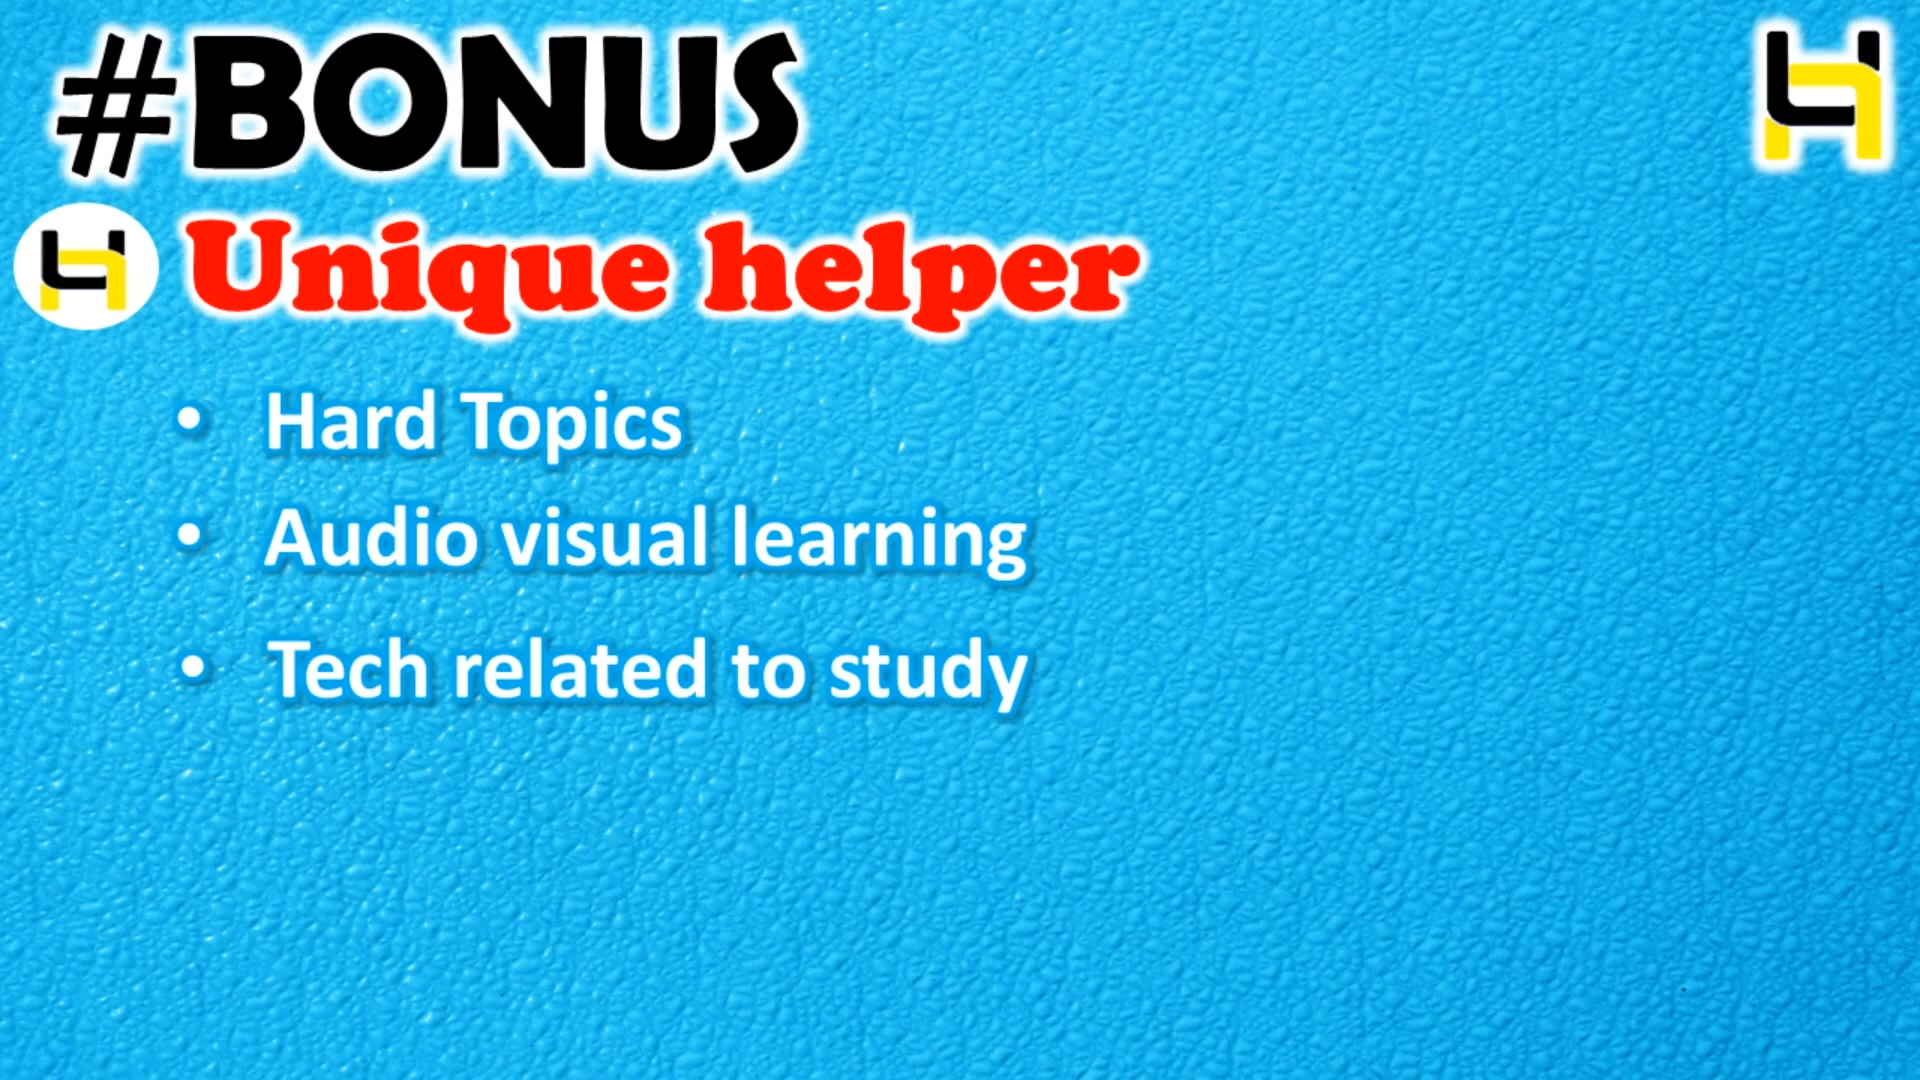 #BONUS
Unique helper
• Hard Topics
• Audio visual learning
• Tech related to study